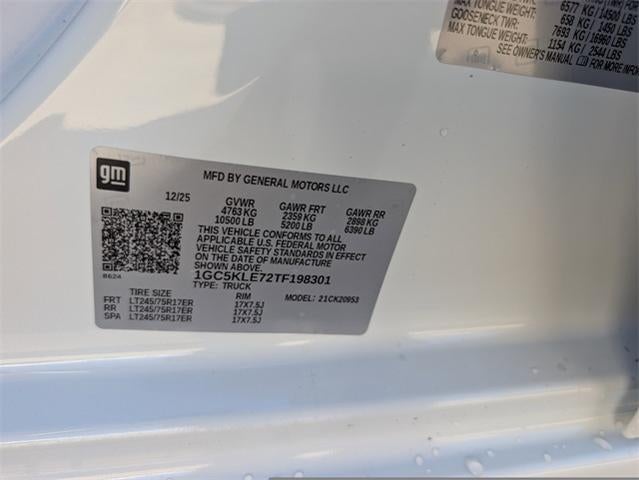 6577 KG / 14500 LBS
MAX TONGUE WEIGHT: 658 KG / 1450 LBS
GOOSENECK TWR: 7693 KG / 16960 LBS
MAX TONGUE WEIGHT: 1154 KG / 2544 LBS
SEE OWNER'S MANUAL FOR MORE
gm
MFD BY GENERAL MOTORS LLC
12/25 GVWR GAWR FRT GAWR RR
4763 KG 2359 KG 2898 KG
10500 LB 5200 LB 6390 LB
THIS VEHICLE CONFORMS TO ALL
APPLICABLE U.S. FEDERAL MOTOR
VEHICLE SAFETY STANDARDS IN EFFECT
ON THE DATE OF MANUFACTURE
SHOWN ABOVE.
8624
1GC5KLE72TF198301
TYPE: TRUCK
TIRE SIZE RIM MODEL: 21CK20953
FRT LT245/75R17ER 17X7.5J
RR LT245/75R17ER 17X7.5J
SPA LT245/75R17ER 17X7.5J